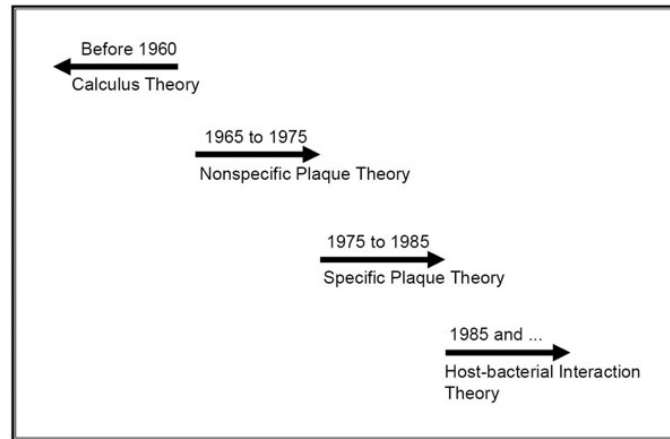 Before 1960
Calculus Theory
1965 to 1975
Nonspecific Plaque Theory
1975 to 1985
Specific Plaque Theory
1985 and ...
Host-bacterial Interaction
Theory